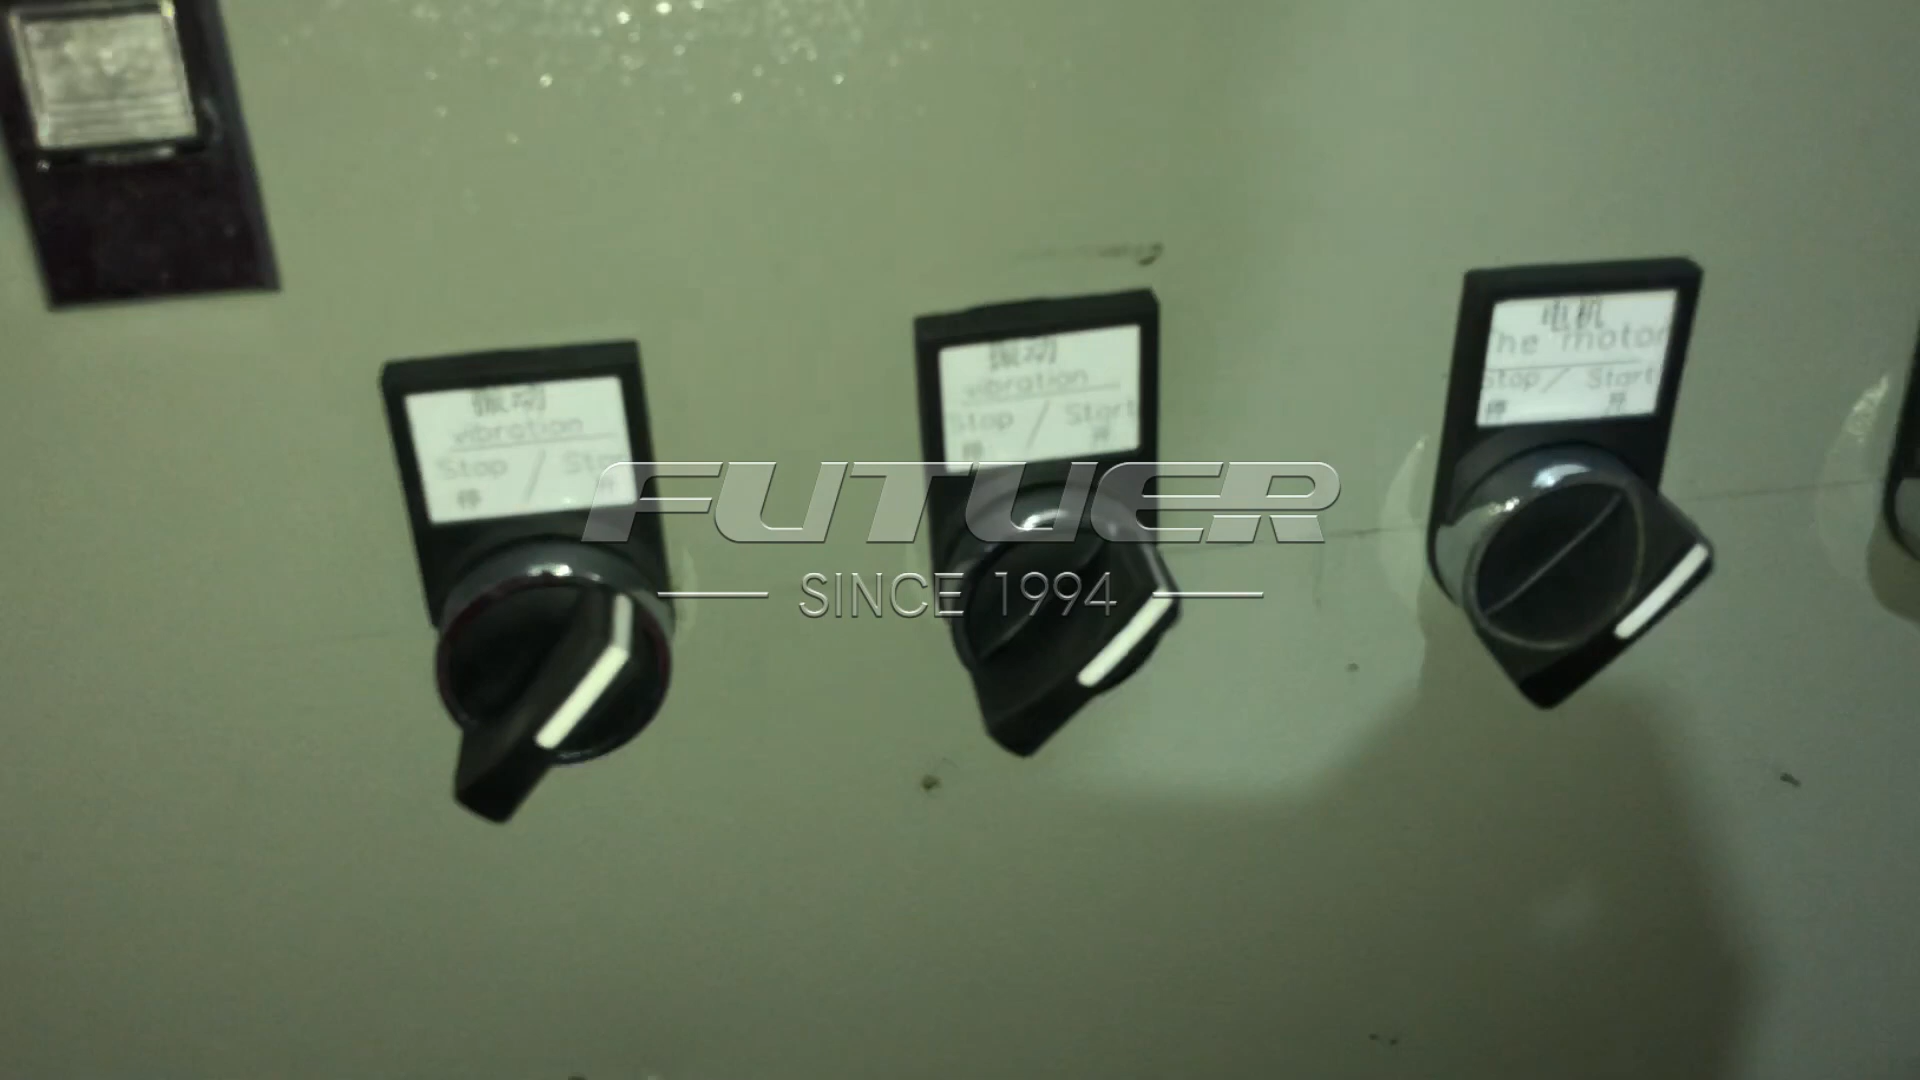 振动
vibration
Stop / Start
停 开
振动
vibration
Stop / Start
停 开
电机
The motor
Stop / Start
停 开
FUTUER
SINCE 1994